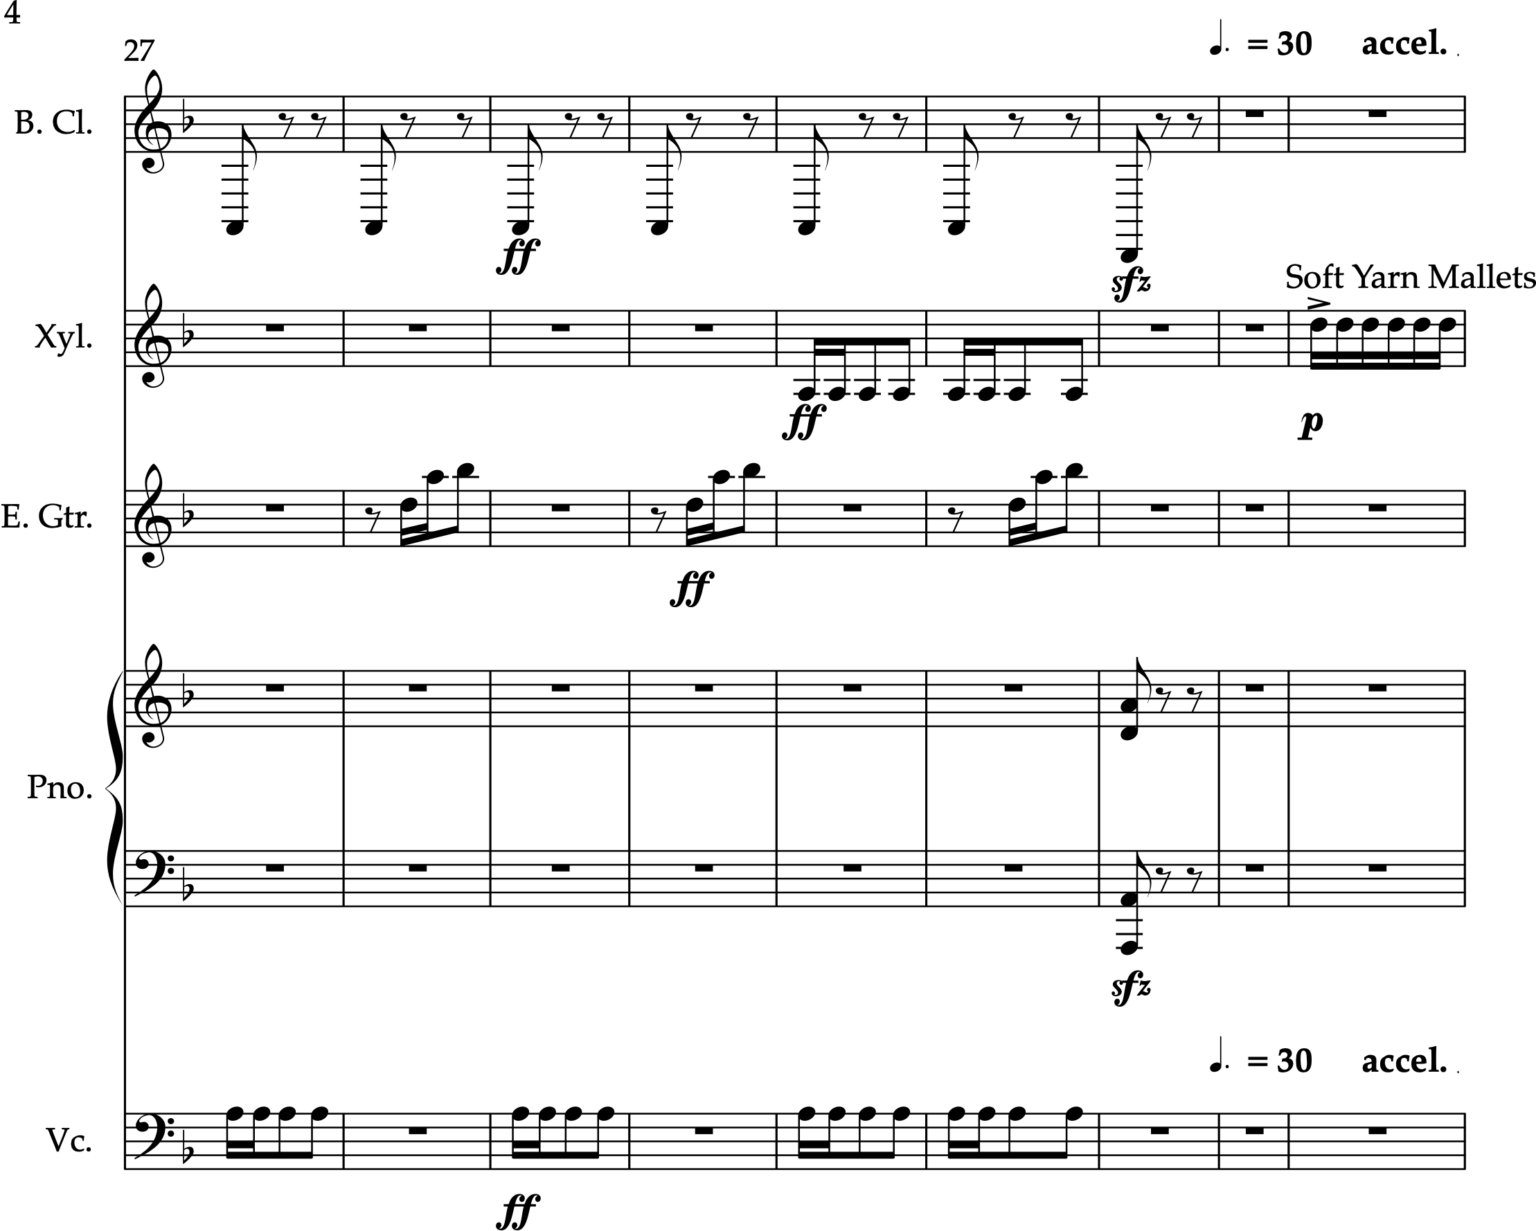 4
27
♩. = 30 accel.
B. Cl.
ff
sfz
Soft Yarn Mallets
Xyl.
ff
p
E. Gtr.
ff
Pno.
sfz
♩. = 30 accel.
Vc.
ff